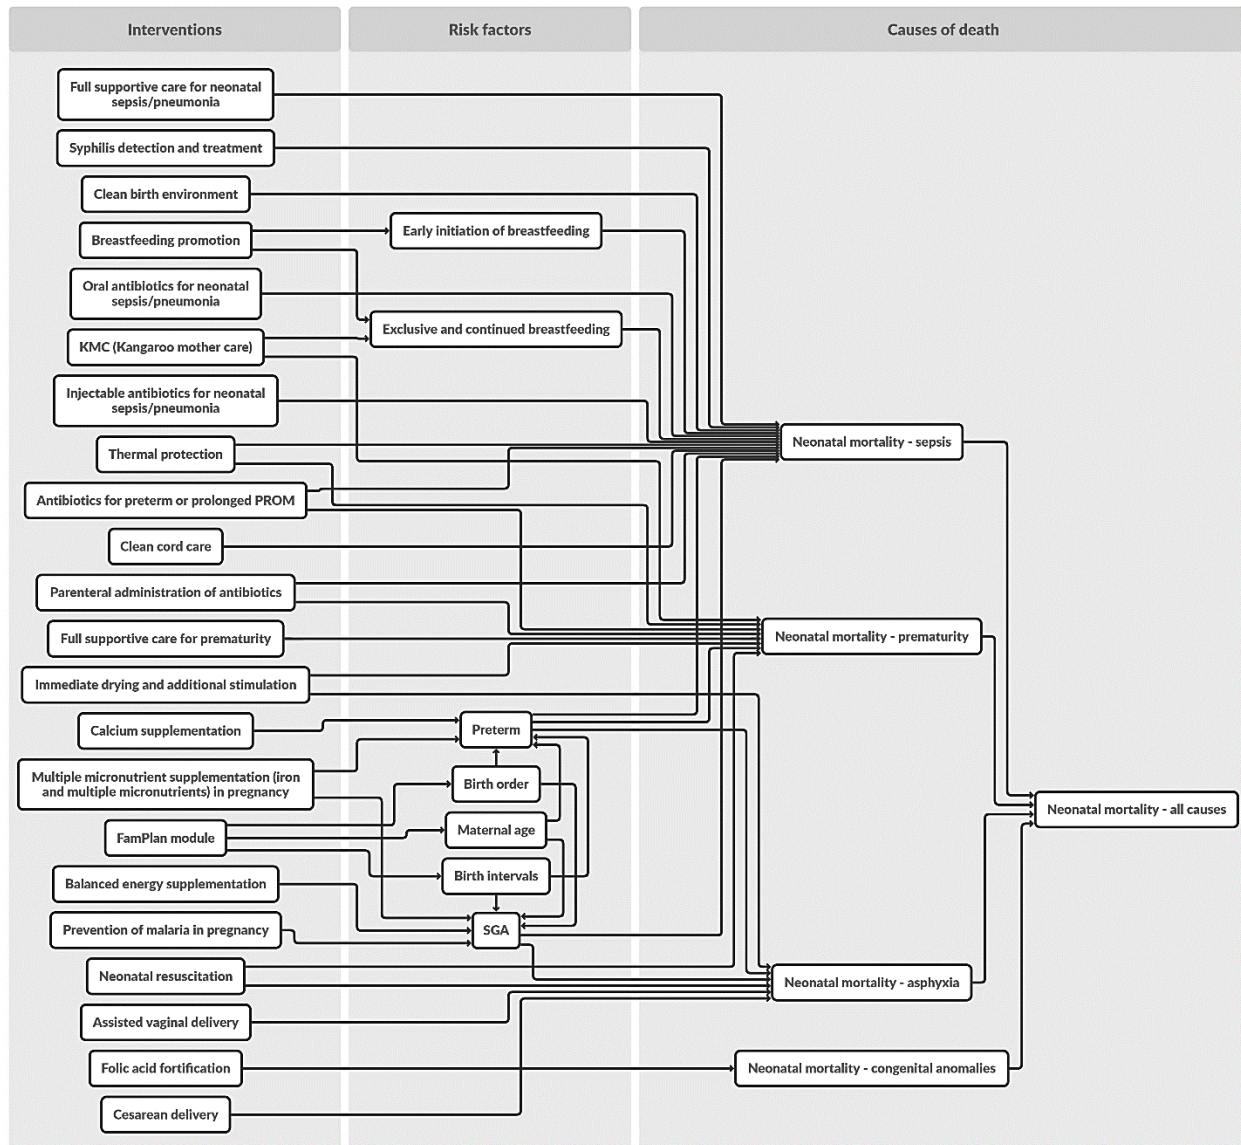 Interventions
Risk factors
Causes of death
Full supportive care for neonatal
sepsis/pneumonia
Syphilis detection and treatment
Clean birth environment
Breastfeeding promotion
Early initiation of breastfeeding
Oral antibiotics for neonatal
sepsis/pneumonia
Exclusive and continued breastfeeding
KMC (Kangaroo mother care)
Injectable antibiotics for neonatal
sepsis/pneumonia
Neonatal mortality - sepsis
Thermal protection
Antibiotics for preterm or prolonged PROM
Clean cord care
Parenteral administration of antibiotics
Full supportive care for prematurity
Neonatal mortality - prematurity
Immediate drying and additional stimulation
Calcium supplementation
Preterm
Multiple micronutrient supplementation (iron
and multiple micronutrients) in pregnancy
Birth order
Neonatal mortality - all causes
FamPlan module
Maternal age
Balanced energy supplementation
Birth intervals
Prevention of malaria in pregnancy
SGA
Neonatal resuscitation
Neonatal mortality - asphyxia
Assisted vaginal delivery
Folic acid fortification
Neonatal mortality - congenital anomalies
Cesarean delivery